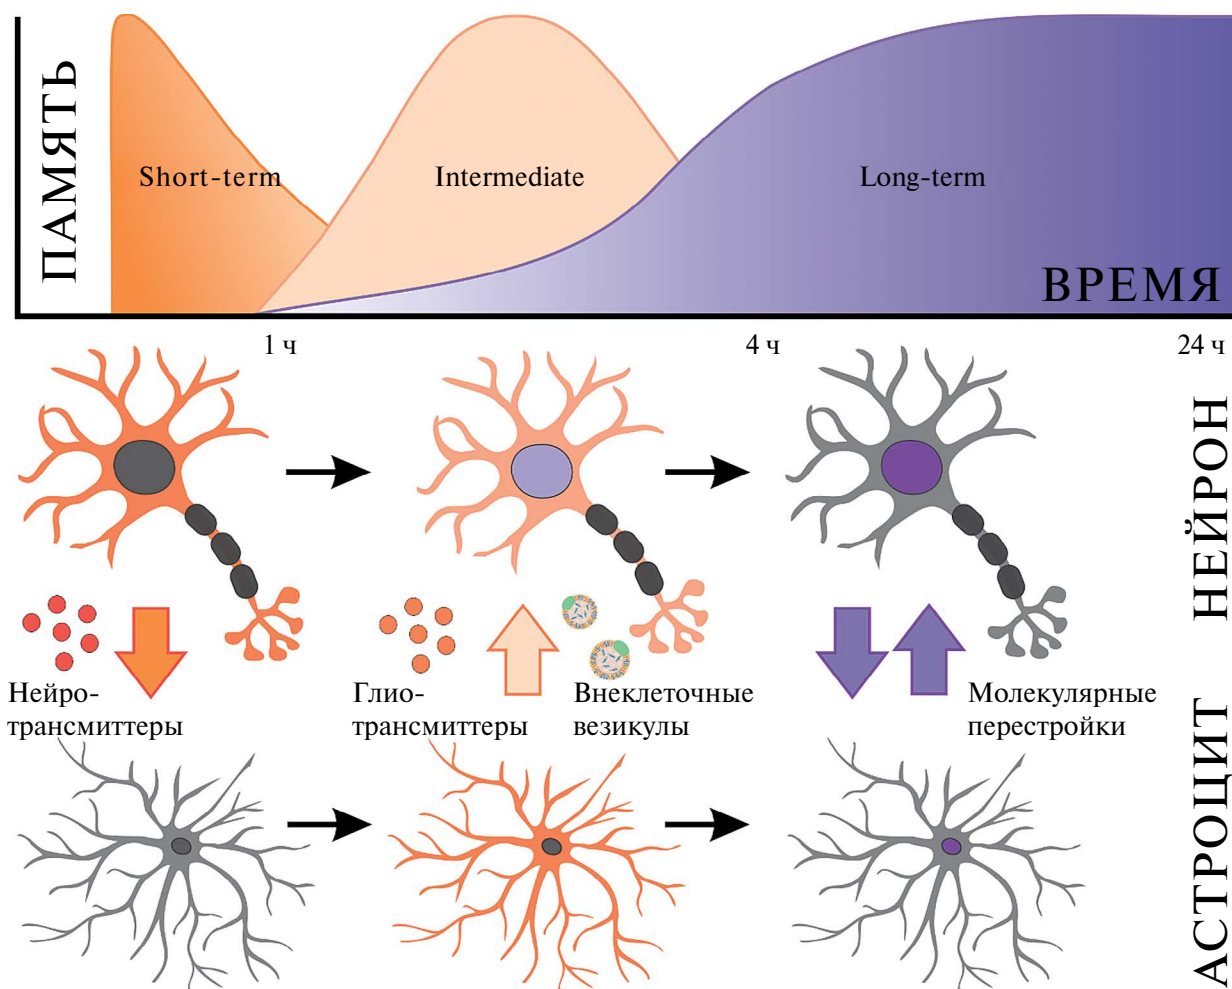 ПАМЯТЬ
Short-term
Intermediate
Long-term
ВРЕМЯ
1 ч
4 ч
24 ч
НЕЙРОН
Нейро-
трансмиттеры
Глио-
трансмиттеры
Внеклеточные
везикулы
Молекулярные
перестройки
АСТРОЦИТ